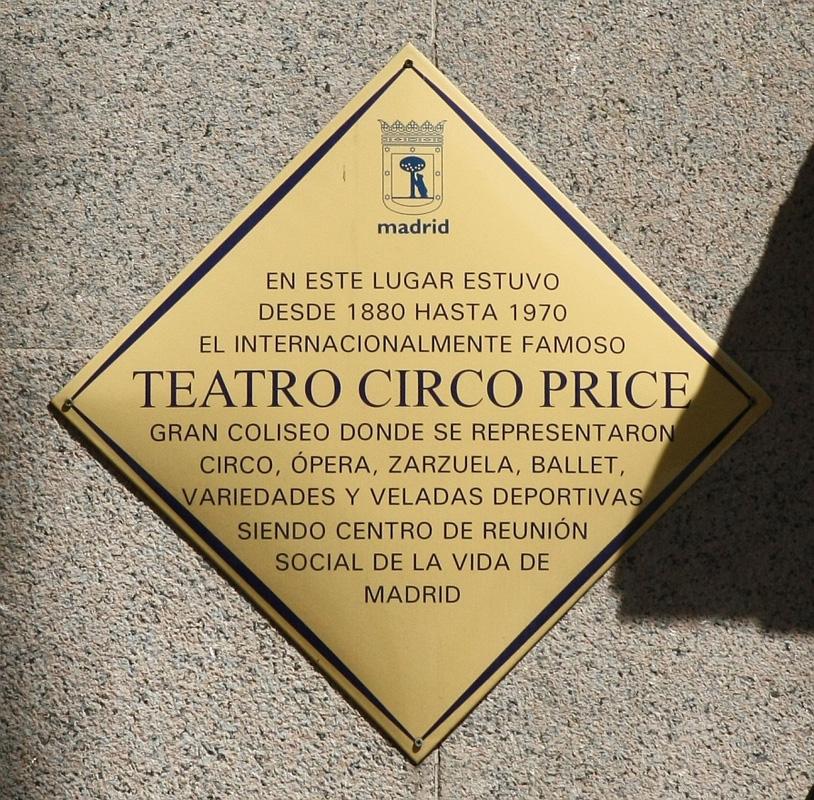 madrid
EN ESTE LUGAR ESTUVO
DESDE 1880 HASTA 1970
EL INTERNACIONALMENTE FAMOSO
TEATRO CIRCO PRICE
GRAN COLISEO DONDE SE REPRESENTARON
CIRCO, ÓPERA, ZARZUELA, BALLET,
VARIEDADES Y VELADAS DEPORTIVAS
SIENDO CENTRO DE REUNIÓN
SOCIAL DE LA VIDA DE
MADRID